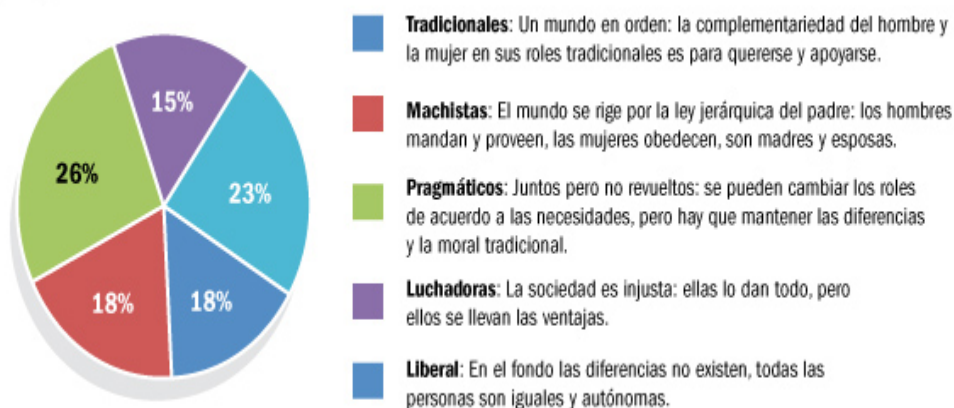 15%
26%
23%
18%
18%
Tradicionales: Un mundo en orden: la complementariedad del hombre y
la mujer en sus roles tradicionales es para quererse y apoyarse.
Machistas: El mundo se rige por la ley jerárquica del padre: los hombres
mandan y proveen, las mujeres obedecen, son madres y esposas.
Pragmáticos: Juntos pero no revueltos: se pueden cambiar los roles
de acuerdo a las necesidades, pero hay que mantener las diferencias
y la moral tradicional.
Luchadoras: La sociedad es injusta: ellas lo dan todo, pero
ellos se llevan las ventajas.
Liberal: En el fondo las diferencias no existen, todas las
personas son iguales y autónomas.